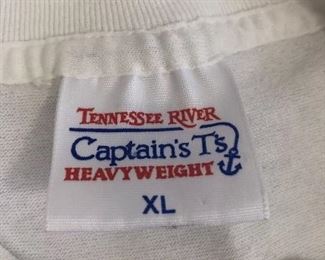 TENNESSEE RIVER
Captain's T's
HEAVYWEIGHT
XL